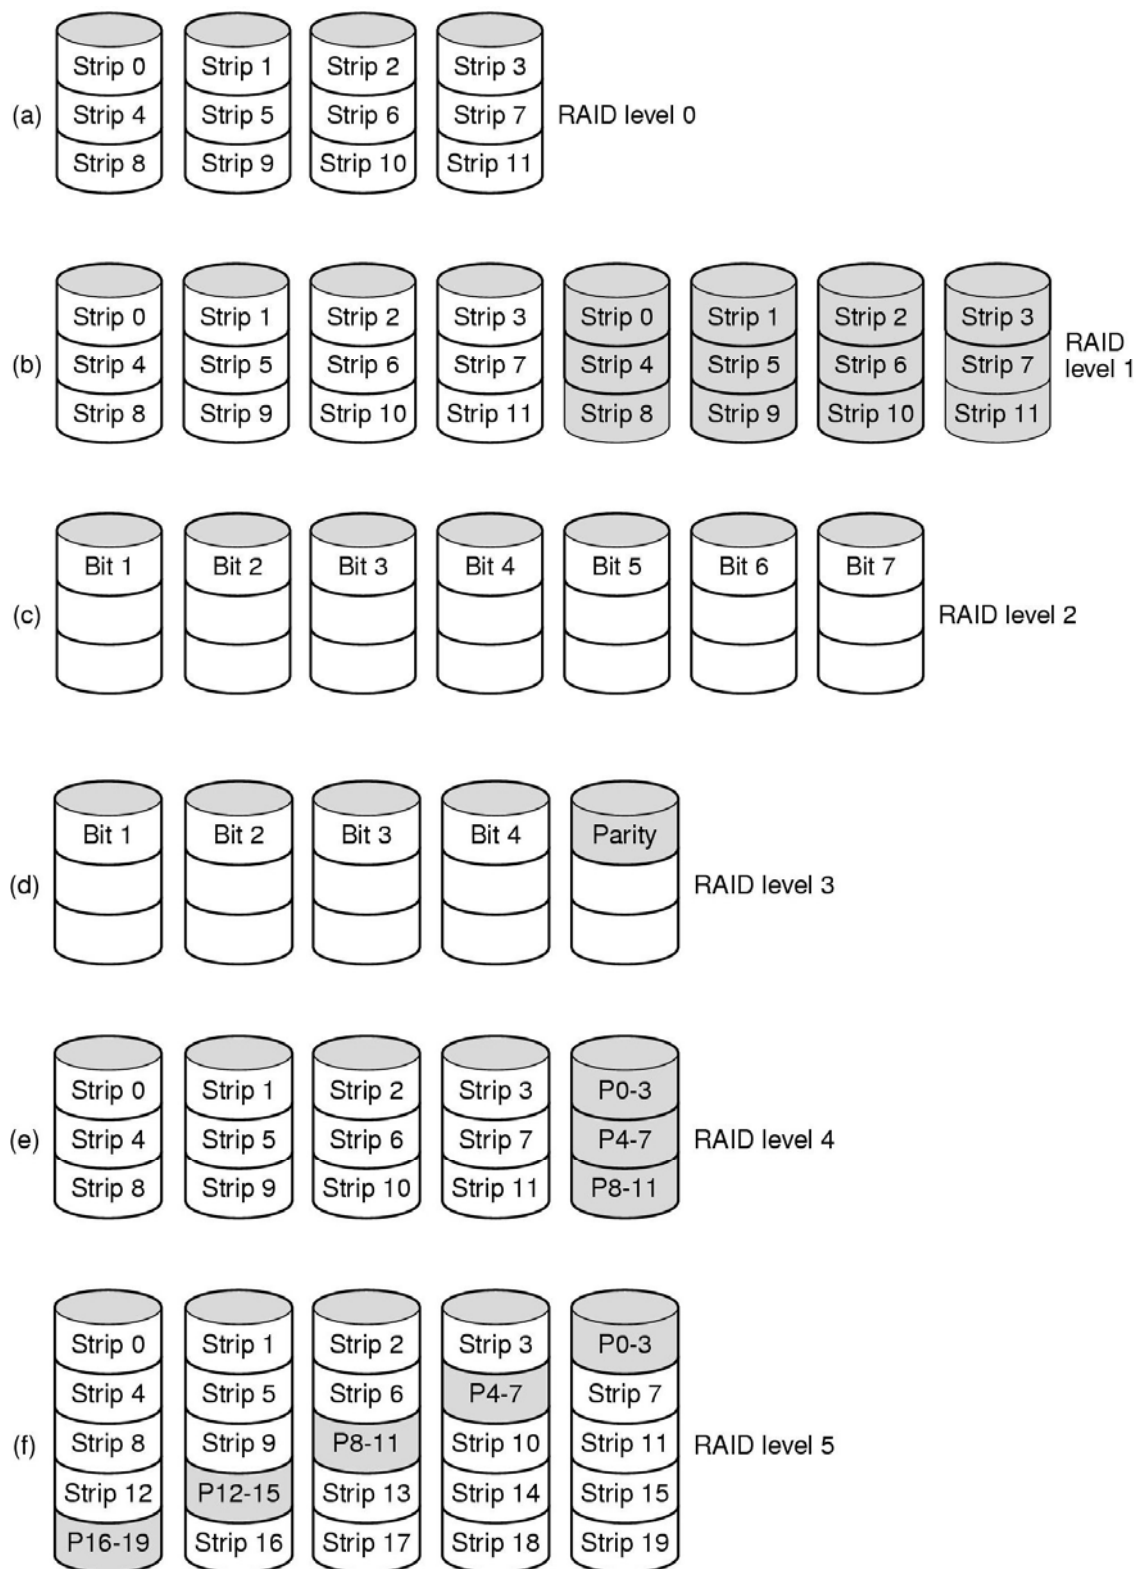 Strip 0 Strip 1 Strip 2 Strip 3
(a) Strip 4 Strip 5 Strip 6 Strip 7 RAID level 0
Strip 8 Strip 9 Strip 10 Strip 11
Strip 0 Strip 1 Strip 2 Strip 3 Strip 0 Strip 1 Strip 2 Strip 3
(b) Strip 4 Strip 5 Strip 6 Strip 7 Strip 4 Strip 5 Strip 6 Strip 7 RAID level 1
Strip 8 Strip 9 Strip 10 Strip 11 Strip 8 Strip 9 Strip 10 Strip 11
Bit 1 Bit 2 Bit 3 Bit 4 Bit 5 Bit 6 Bit 7
(c) RAID level 2
Bit 1 Bit 2 Bit 3 Bit 4 Parity
(d) RAID level 3
Strip 0 Strip 1 Strip 2 Strip 3 P0-3
(e) Strip 4 Strip 5 Strip 6 Strip 7 P4-7 RAID level 4
Strip 8 Strip 9 Strip 10 Strip 11 P8-11
Strip 0 Strip 1 Strip 2 Strip 3 P0-3
Strip 4 Strip 5 Strip 6 P4-7 Strip 7
(f) Strip 8 Strip 9 P8-11 Strip 10 Strip 11 RAID level 5
Strip 12 P12-15 Strip 13 Strip 14 Strip 15
P16-19 Strip 16 Strip 17 Strip 18 Strip 19